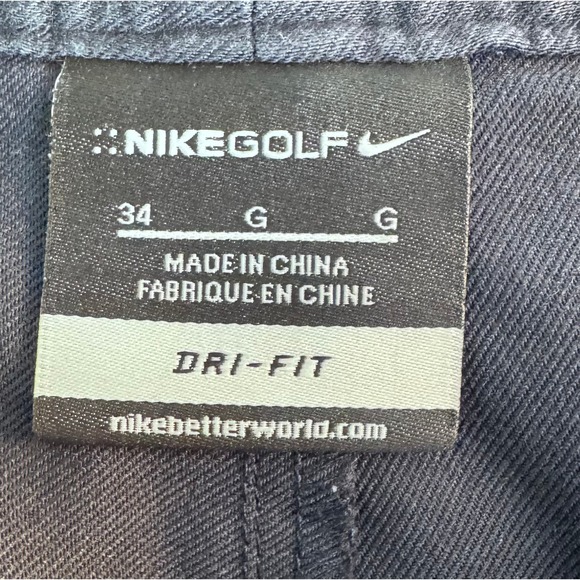 NIKEGOLF
34 G G
MADE IN CHINA
FABRIQUE EN CHINE
DRI-FIT
nikebetterworld.com